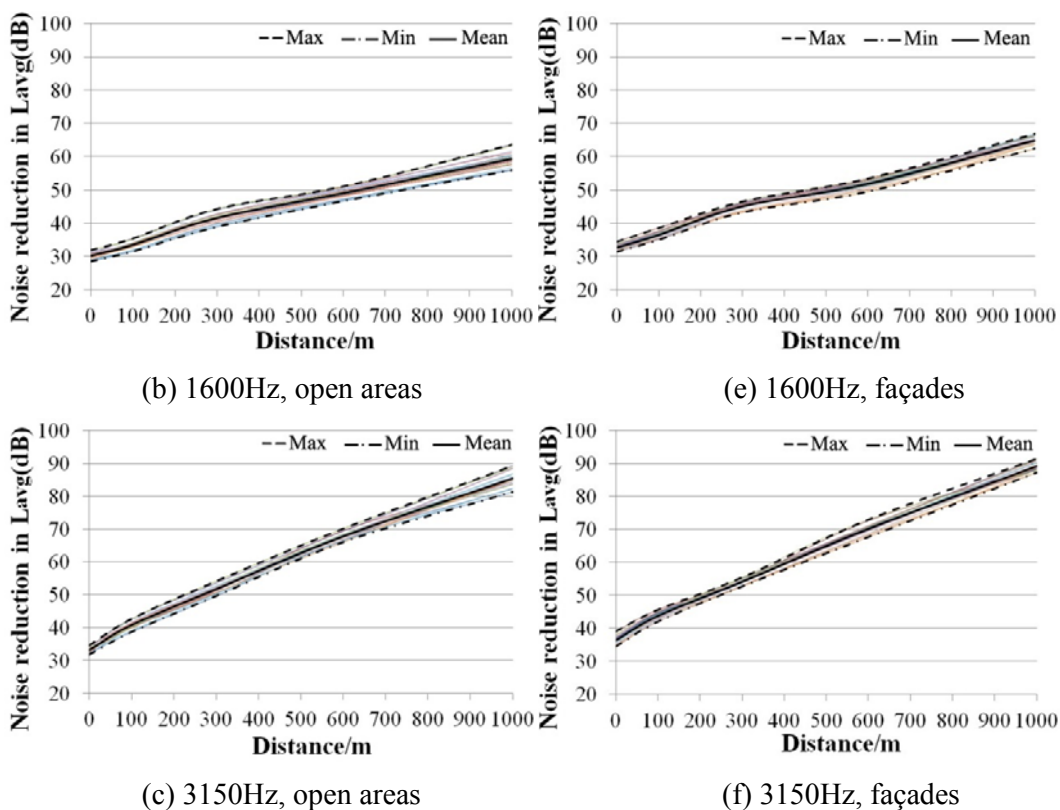 Noise reduction in Lavg(dB)
100
90
80
70
60
50
40
30
20
Max Min Mean
0 100 200 300 400 500 600 700 800 900 1000
Distance/m
(b) 1600Hz, open areas
Noise reduction in Lavg(dB)
100
90
80
70
60
50
40
30
20
Max Min Mean
0 100 200 300 400 500 600 700 800 900 1000
Distance/m
(e) 1600Hz, façades
Noise reduction in Lavg(dB)
100
90
80
70
60
50
40
30
20
Max Min Mean
0 100 200 300 400 500 600 700 800 900 1000
Distance/m
(c) 3150Hz, open areas
Noise reduction in Lavg(dB)
100
90
80
70
60
50
40
30
20
Max Min Mean
0 100 200 300 400 500 600 700 800 900 1000
Distance/m
(f) 3150Hz, façades